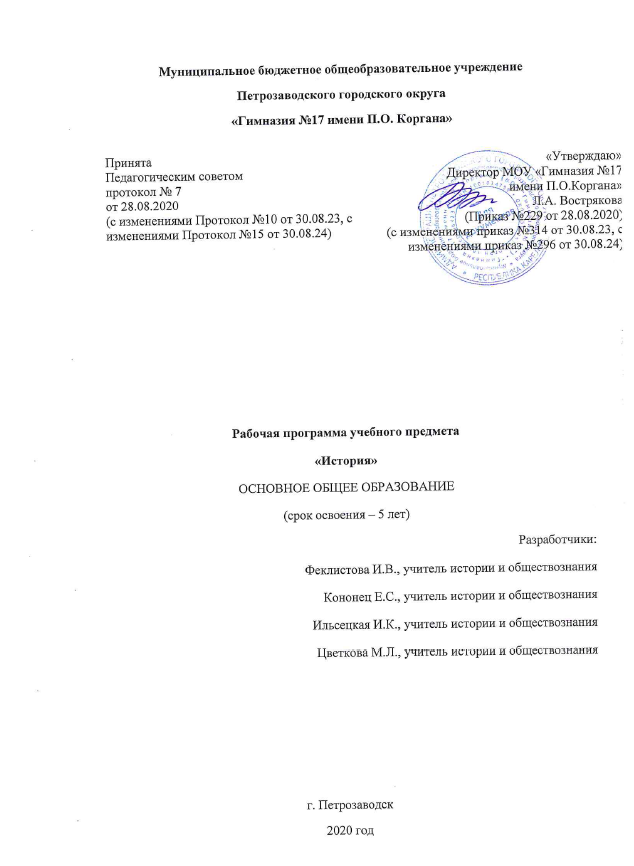 Муниципальное бюджетное общеобразовательное учреждение
Петрозаводского городского округа
«Гимназия №17 имени П.О. Коргана»
Принята
Педагогическим советом
протокол № 7
от 28.08.2020
(с изменениями Протокол №10 от 30.08.23, с
изменениями Протокол №15 от 30.08.24)
«Утверждаю»
Директор МОУ «Гимназия №17
имени П.О.Коргана»
Л.А. Вострякова
(Приказ №229 от 28.08.2020)
(с изменениями приказ №314 от 30.08.23, с
изменениями приказ №296 от 30.08.24)
Рабочая программа учебного предмета
«История»
ОСНОВНОЕ ОБЩЕЕ ОБРАЗОВАНИЕ
(срок освоения – 5 лет)
Разработчики:
Феклистова И.В., учитель истории и обществознания
Кононец Е.С., учитель истории и обществознания
Ильсецкая И.К., учитель истории и обществознания
Цветкова М.Л., учитель истории и обществознания
г. Петрозаводск
2020 год